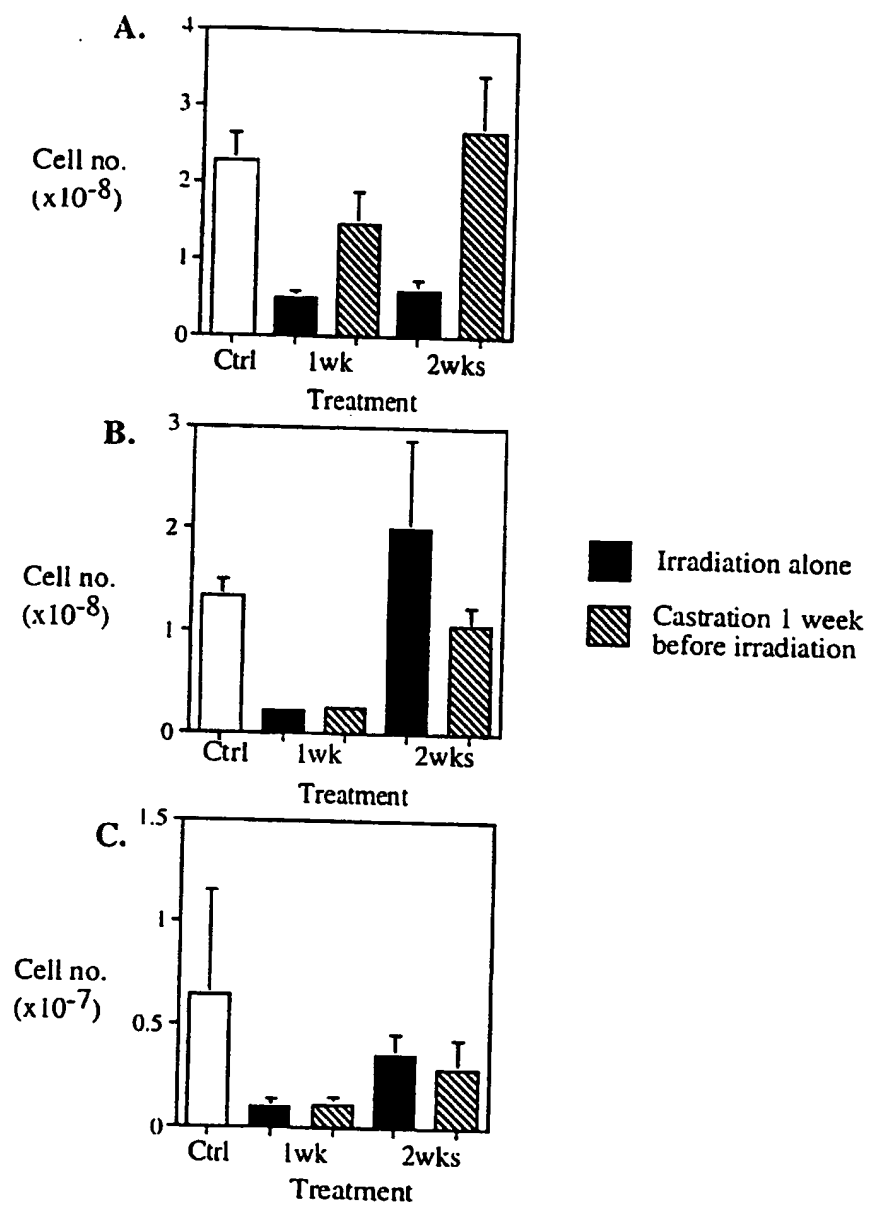 A.
4
3
2
1
0
Cell no.
(x10-8)
Ctrl 1wk 2wks
Treatment
B.
3
2
1
0
Cell no.
(x10-8)
Ctrl 1wk 2wks
Treatment
Irradiation alone
Castration 1 week
before irradiation
C.
1.5
1
0.5
0
Cell no.
(x10-7)
Ctrl 1wk 2wks
Treatment